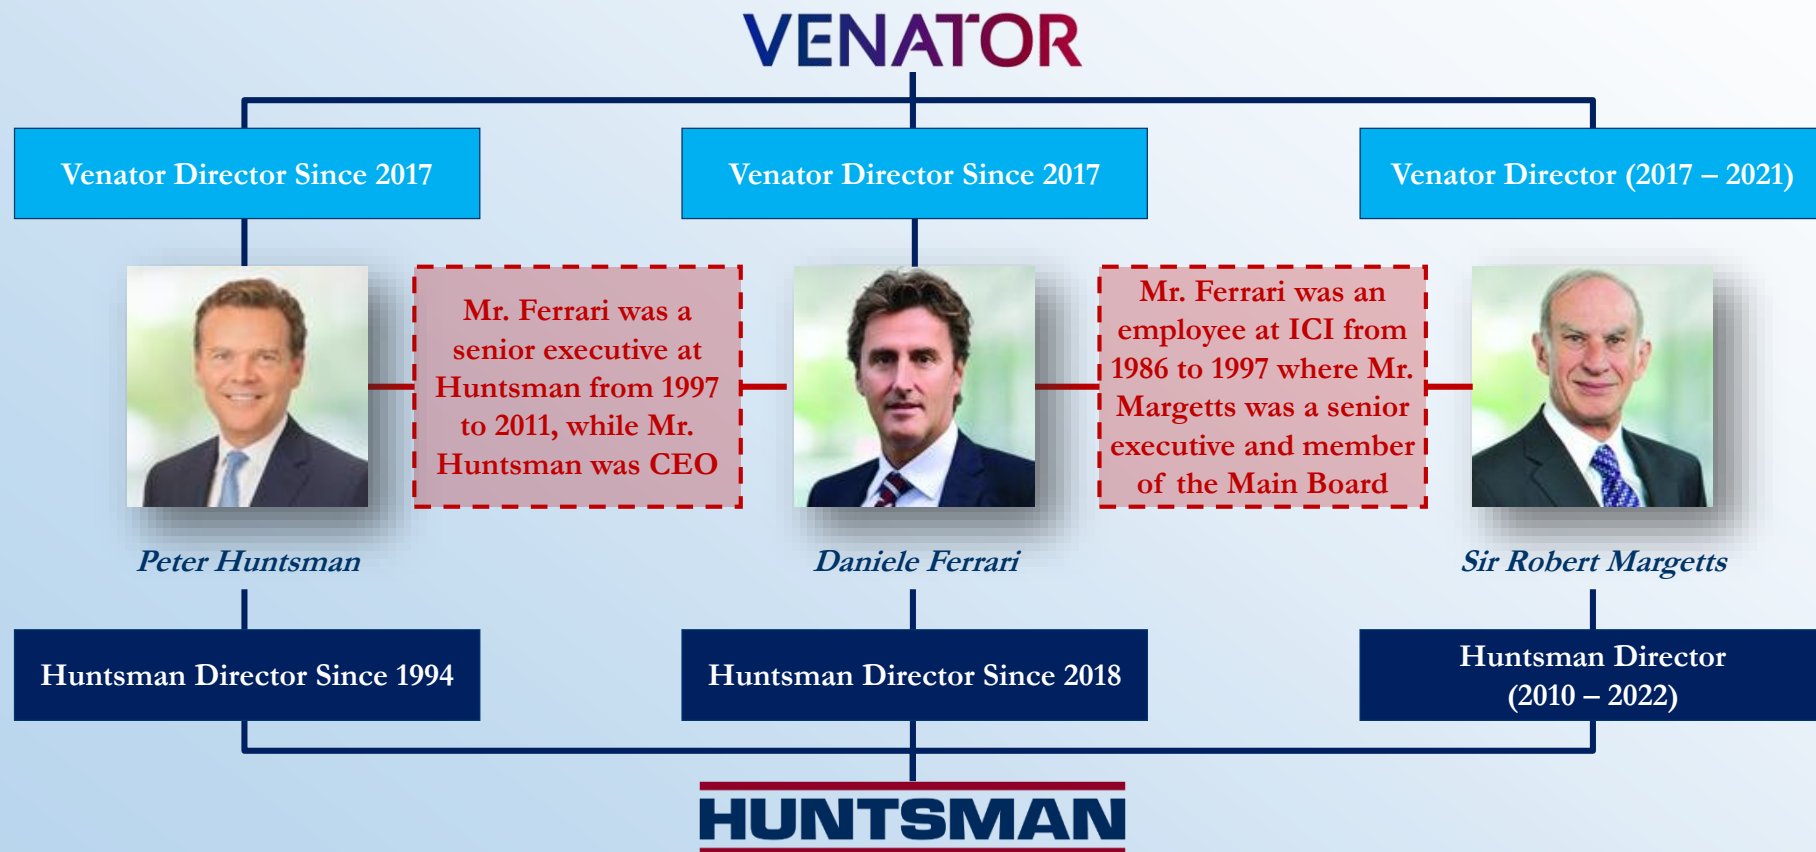 VENATOR
Venator Director Since 2017
Venator Director Since 2017
Venator Director (2017 – 2021)
Mr. Ferrari was a
senior executive at
Huntsman from 1997
to 2011, while Mr.
Huntsman was CEO
Mr. Ferrari was an
employee at ICI from
1986 to 1997 where Mr.
Margetts was a senior
executive and member
of the Main Board
Peter Huntsman
Daniele Ferrari
Sir Robert Margetts
Huntsman Director Since 1994
Huntsman Director Since 2018
Huntsman Director
(2010 – 2022)
HUNTSMAN